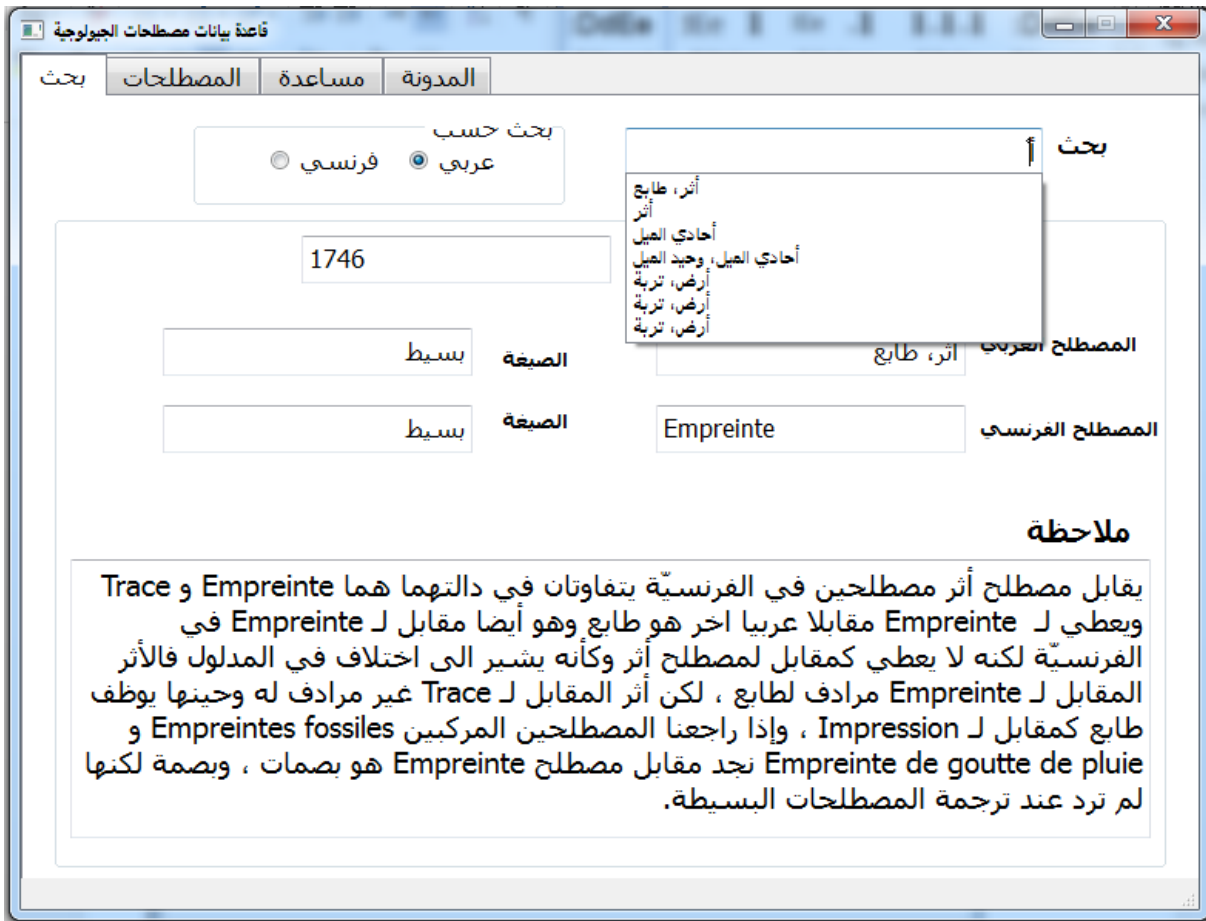 قاعدة بيانات مصطلحات الجيولوجية
بحث
المصطلحات
مساعدة
المدونة
بحث
أ
بحث حسب
عربي
فرنسي
أثر، طابع
أثر
أحادي الميل
أحادي الميل، وحيد الميل
أرض، تربة
أرض، تربة
أرض، تربة
1746
المصطلح العربي
أثر، طابع
الصيغة
بسيط
المصطلح الفرنسي
Empreinte
الصيغة
بسيط
ملاحظة
يقابل مصطلح أثر مصطلحين في الفرنسيّة يتفاوتان في دالتهما هما Empreinte و Trace
ويعطي لـ Empreinte مقابلا عربيا اخر هو طابع وهو أيضا مقابل لـ Empreinte في
الفرنسيّة لكنه لا يعطي كمقابل لمصطلح أثر وكأنه يشير الى اختلاف في المدلول فالأثر
المقابل لـ Empreinte مرادف لطابع ، لكن أثر المقابل لـ Trace غير مرادف له وحينها يوظف
طابع كمقابل لـ Impression ، وإذا راجعنا المصطلحين المركبين Empreintes fossiles و
Empreinte de goutte de pluie نجد مقابل مصطلح Empreinte هو بصمات ، وبصمة لكنها
لم ترد عند ترجمة المصطلحات البسيطة.